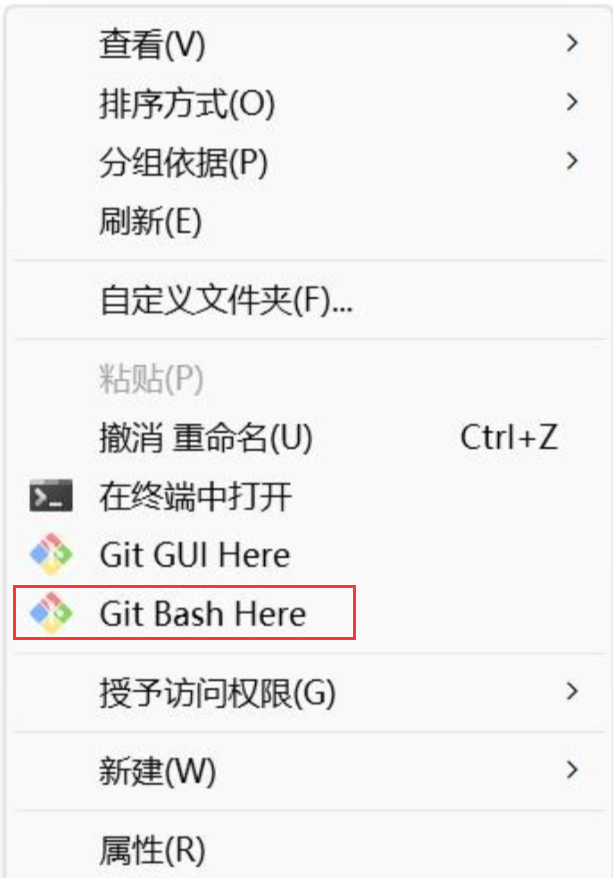 查看(V)
排序方式(O)
分组依据(P)
刷新(E)
自定义文件夹(F)...
粘贴(P)
撤消 重命名(U) Ctrl+Z
在终端中打开
Git GUI Here
Git Bash Here
授予访问权限(G)
新建(W)
属性(R)